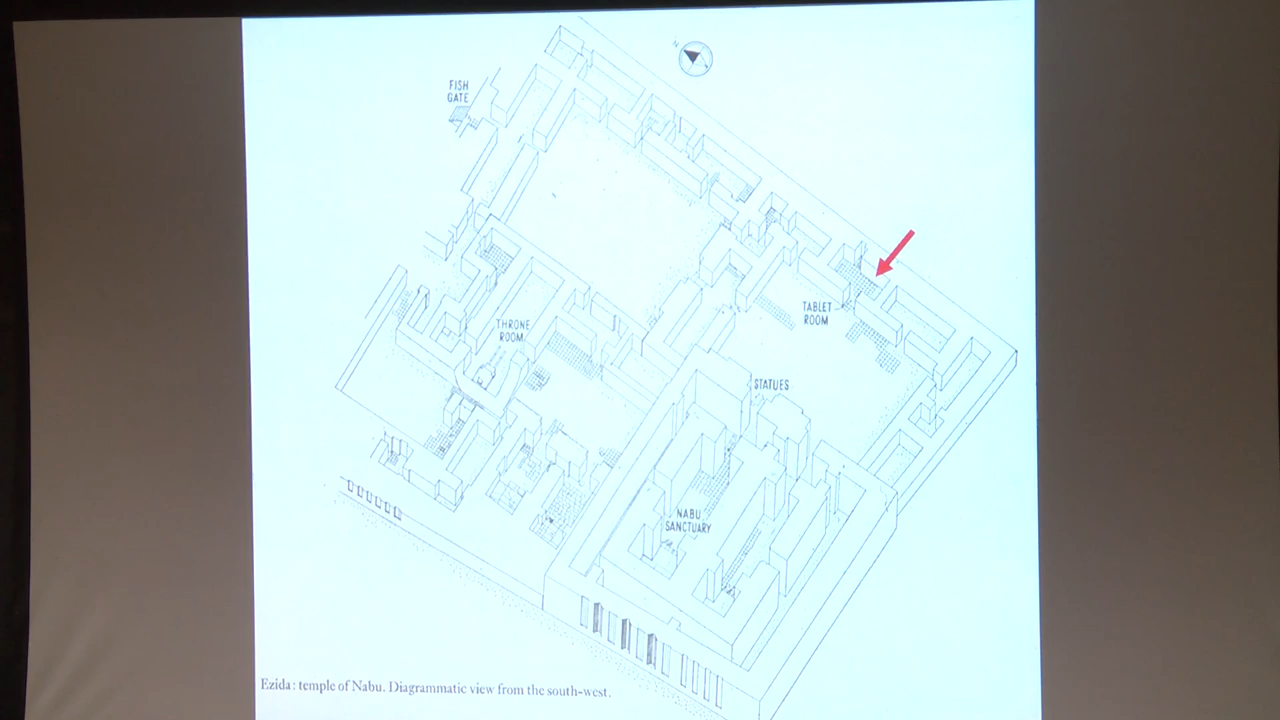 N
FISH
GATE
TABLET
ROOM
THRONE
ROOM
STATUES
NABU
SANCTUARY
Ezida: temple of Nabu. Diagrammatic view from the south-west.